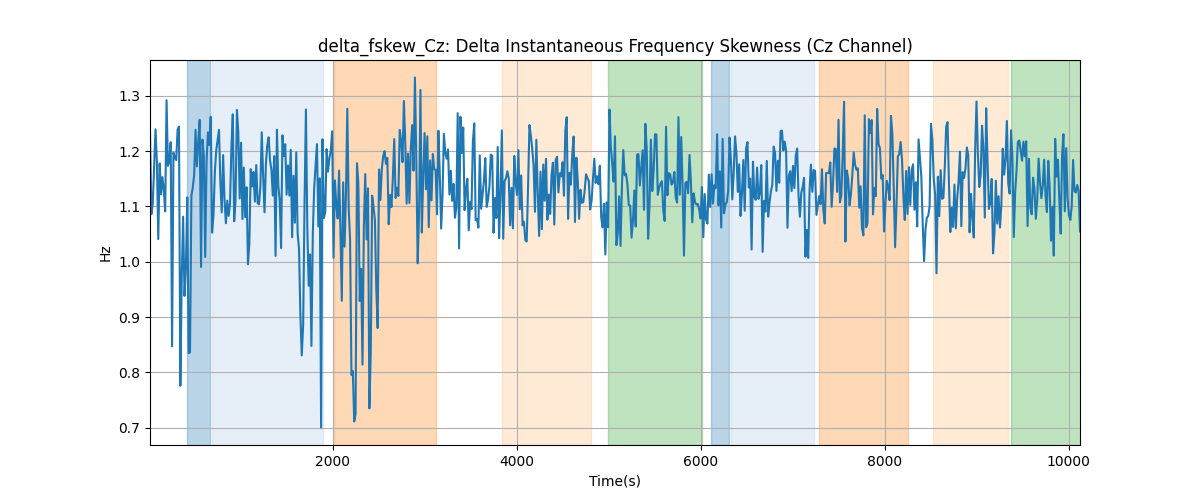 delta_fskew_Cz: Delta Instantaneous Frequency Skewness (Cz Channel)
1.3
1.2
1.1
1.0
0.9
0.8
0.7
Hz
2000 4000 6000 8000 10000
Time(s)